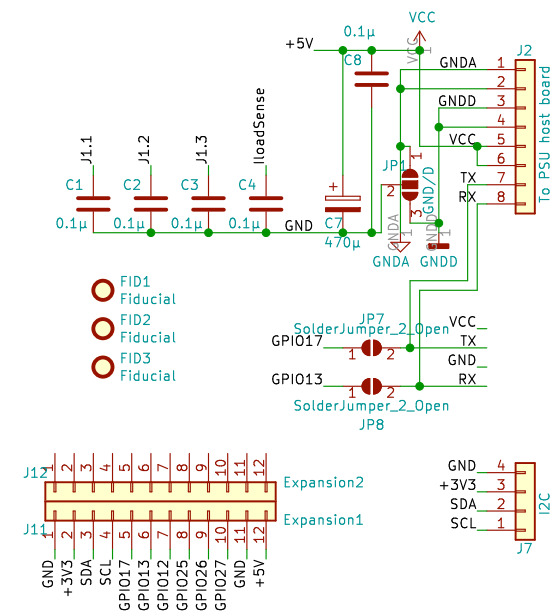 VCC
0.1µ
+5V
VCC
1
J2
C8
GNDA
1
2
GNDD
3
4
VCC
5
6
TX
7
RX
8
To PSU host board
J1.1
J1.2
J1.3
IloadSense
JP1
1
2
3
GND/D
C1
C2
C3
C4
0.1µ
0.1µ
0.1µ
0.1µ
GND
+
C7
470µ
GNDA
1
GNDA
GNDD
1
GNDD
FID1
Fiducial
FID2
Fiducial
FID3
Fiducial
JP7
SolderJumper_2_Open
GPIO17
1
2
VCC
TX
GND
GPIO13
1
2
RX
SolderJumper_2_Open
JP8
J12
1
2
3
4
5
6
7
8
9
10
11
12
Expansion2
J11
1
2
3
4
5
6
7
8
9
10
11
12
Expansion1
GND
+3V3
SDA
SCL
GPIO17
GPIO13
GPIO12
GPIO25
GPIO26
GPIO27
GND
+5V
GND
4
+3V3
3
SDA
2
SCL
1
J7
I2C